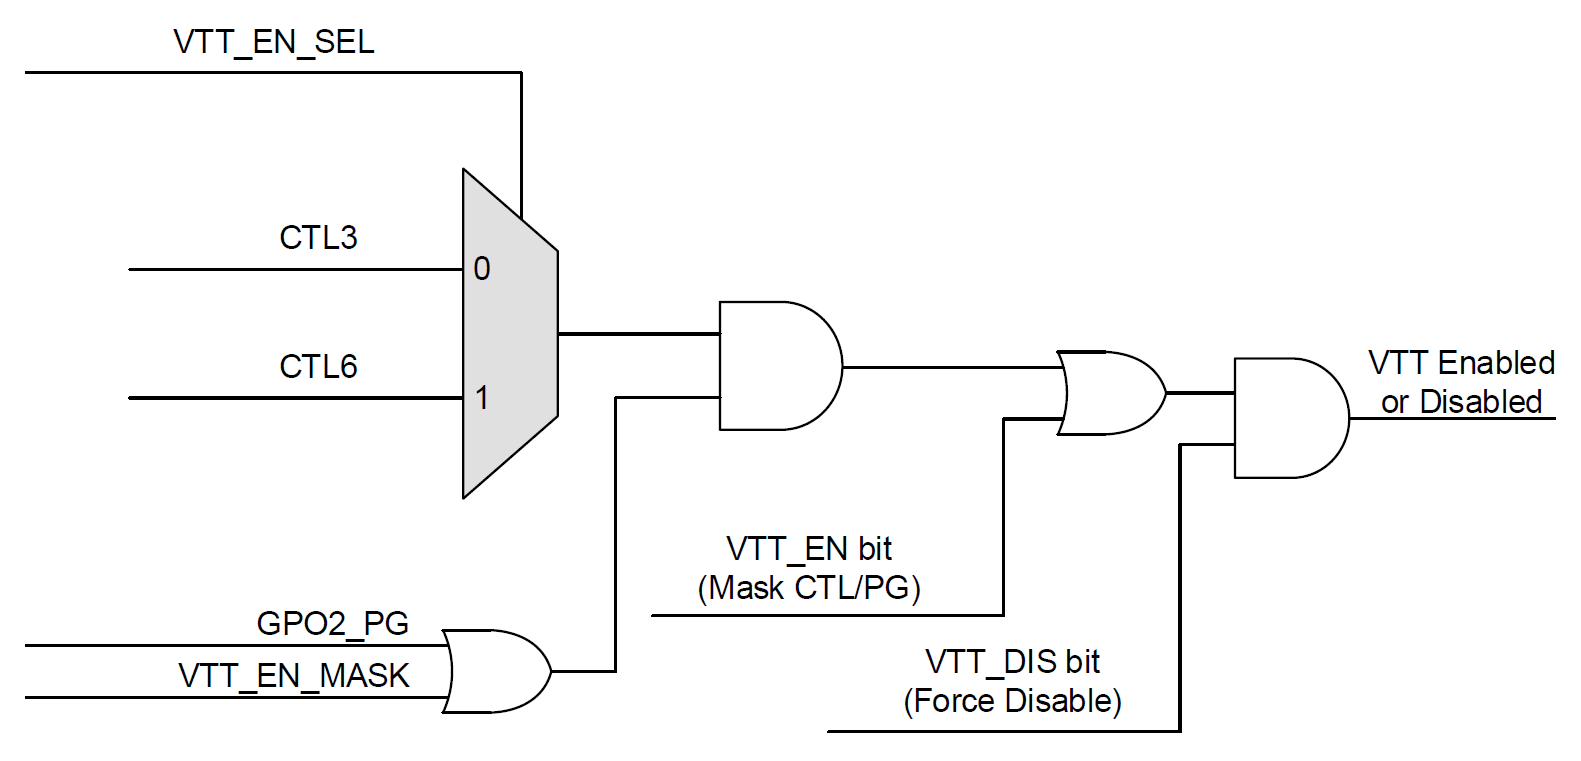 VTT_EN_SEL
CTL3
0
CTL6
1
VTT Enabled
or Disabled
VTT_EN bit
(Mask CTL/PG)
GPO2_PG
VTT_EN_MASK
VTT_DIS bit
(Force Disable)